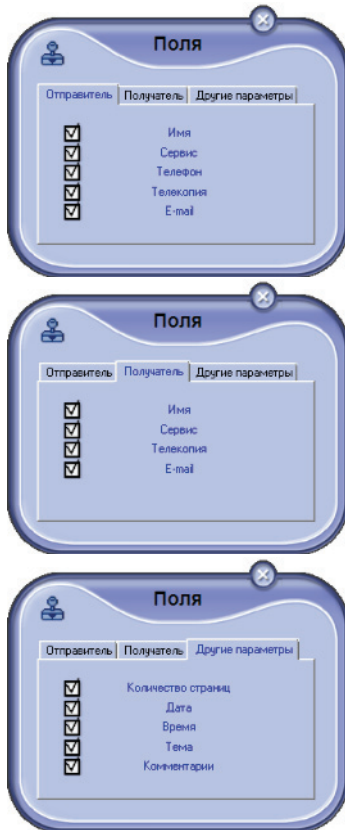 Поля
Отправитель Получатель Другие параметры
Имя
Сервис
Телефон
Телекопия
E-mail
Поля
Отправитель Получатель Другие параметры
Имя
Сервис
Телекопия
E-mail
Поля
Отправитель Получатель Другие параметры
Количество страниц
Дата
Время
Тема
Комментарии